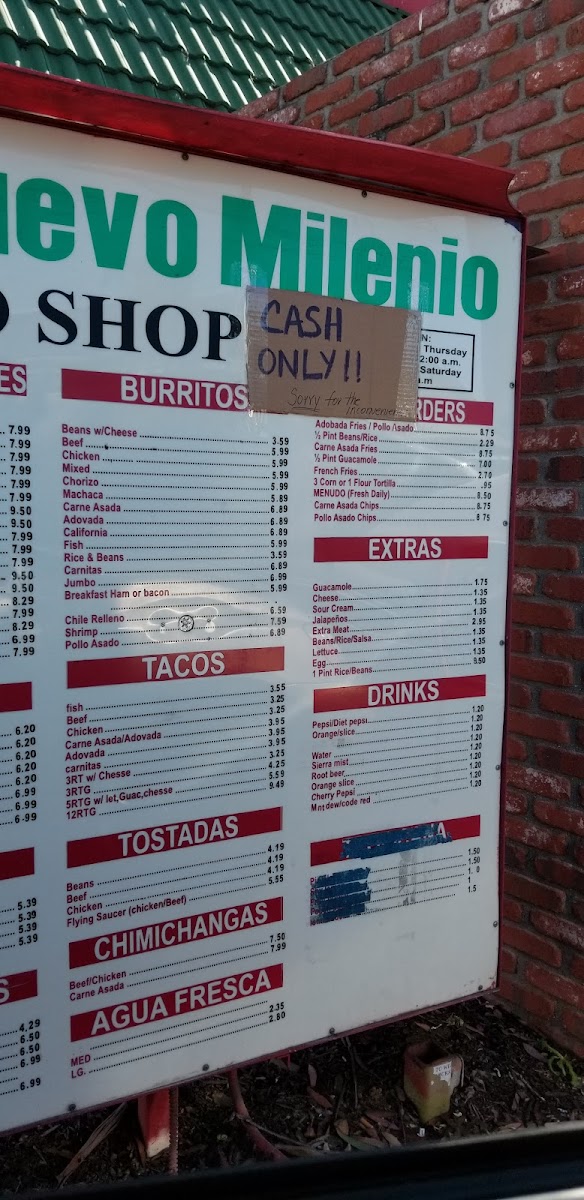 uevo Milenio
SHOP
CASH
ONLY!!
Sorry for the
inconvenien
N:
Thursday
2:00 a.m.
Saturday
a.m
ES
7.99
7.99
7.99
7.99
7.99
7.99
9.50
9.50
7.99
7.99
7.99
9.50
9.50
8.29
7.99
8.29
6.99
7.99
6.20
6.20
6.20
6.20
6.20
6.99
6.99
6.99
5.39
5.39
5.39
5.39
S
4.29
6.50
6.50
6.99
6.99
BURRITOS
Beans w/Cheese 3.59
Beef 5.99
Chicken 5.99
Mixed 5.99
Chorizo 5.99
Machaca 5.89
Carne Asada 6.89
Adovada 6.89
California 6.89
Fish 5.99
Rice & Beans 3.59
Carnitas 6.89
Jumbo 6.99
Breakfast Ham or bacon 5.99
Chile Relleno 6.59
Shrimp 7.59
Pollo Asado 6.89
TACOS
fish 3.55
Beef 3.25
Chicken 3.25
Carne Asada/Adovada 3.95
Adovada 3.95
carnitas 3.95
3RT w/ Chesse 3.25
3RTG 4.25
5RTG w/ let,Guac,chesse 5.59
12RTG 9.49
TOSTADAS
Beans 4.19
Beef 4.19
Chicken 4.19
Flying Saucer (chicken/Beef) 5.55
CHIMICHANGAS
Beef/Chicken 7.50
Carne Asada 7.99
AGUA FRESCA
MED 2.35
LG. 2.80
RDERS
Adobada Fries / Pollo Asado 8.75
½ Pint Beans/Rice 2.29
Carne Asada Fries 8.75
½ Pint Guacamole 7.00
French Fries 2.70
3 Corn or 1 Flour Tortilla .95
MENUDO (Fresh Daily) 8.50
Carne Asada Chips 8.75
Pollo Asado Chips 8 75
EXTRAS
Guacamole 1.75
Cheese 1.35
Sour Cream 1.35
Jalapeños 1.35
Extra Meat 2.95
Beans/Rice/Salsa 1.35
Lettuce 1.35
Egg 1.35
1 Pint Rice/Beans 5.50
DRINKS
Pepsi/Diet pepsi 1.20
Orange/slice 1.20
Water 1.20
Sierra mist 1.20
Root beer 1.20
Orange slice 1.20
Cherry Pepsi 1.20
Mntdew/code red 1.20
A
1.50
1.50
1. 0
1
1.5